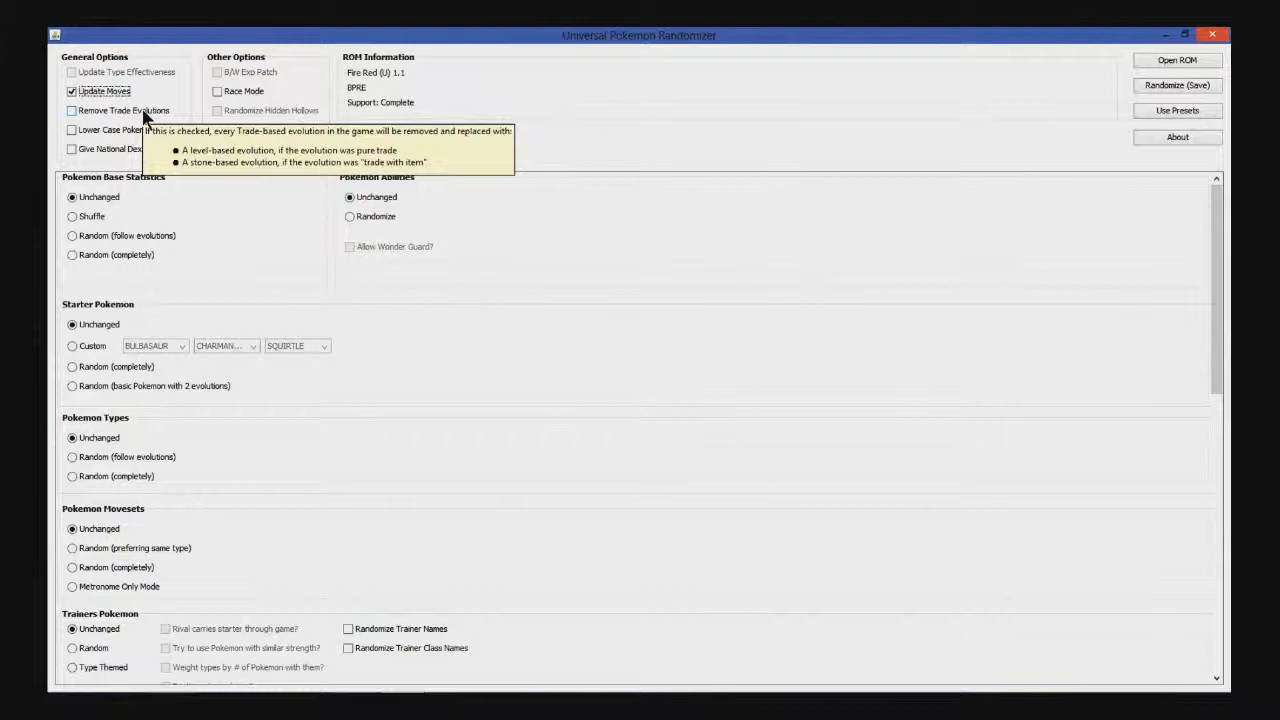 Universal Pokemon Randomizer
General Options
Update Type Effectiveness
Update Moves
Remove Trade Evolutions
Lower Case Poke
Give National Dex
Other Options
B/W Exp Patch
Race Mode
Randomize Hidden Hollows
ROM Information
Fire Red (U) 1.1
BPRE
Support: Complete
Open ROM
Randomize (Save)
Use Presets
About
If this is checked, every Trade-based evolution in the game will be removed and replaced with:
A level-based evolution, if the evolution was pure trade
A stone-based evolution, if the evolution was "trade with item"
Pokemon Base Statistics
Unchanged
Shuffle
Random (follow evolutions)
Random (completely)
Pokemon Abilities
Unchanged
Randomize
Allow Wonder Guard?
Starter Pokemon
Unchanged
Custom BULBASAUR CHARMAN... SQUIRTLE
Random (completely)
Random (basic Pokemon with 2 evolutions)
Pokemon Types
Unchanged
Random (follow evolutions)
Random (completely)
Pokemon Movesets
Unchanged
Random (preferring same type)
Random (completely)
Metronome Only Mode
Trainers Pokemon
Unchanged Rival carries starter through game? Randomize Trainer Names
Random Try to use Pokemon with similar strength? Randomize Trainer Class Names
Type Themed Weight types by # of Pokemon with them?